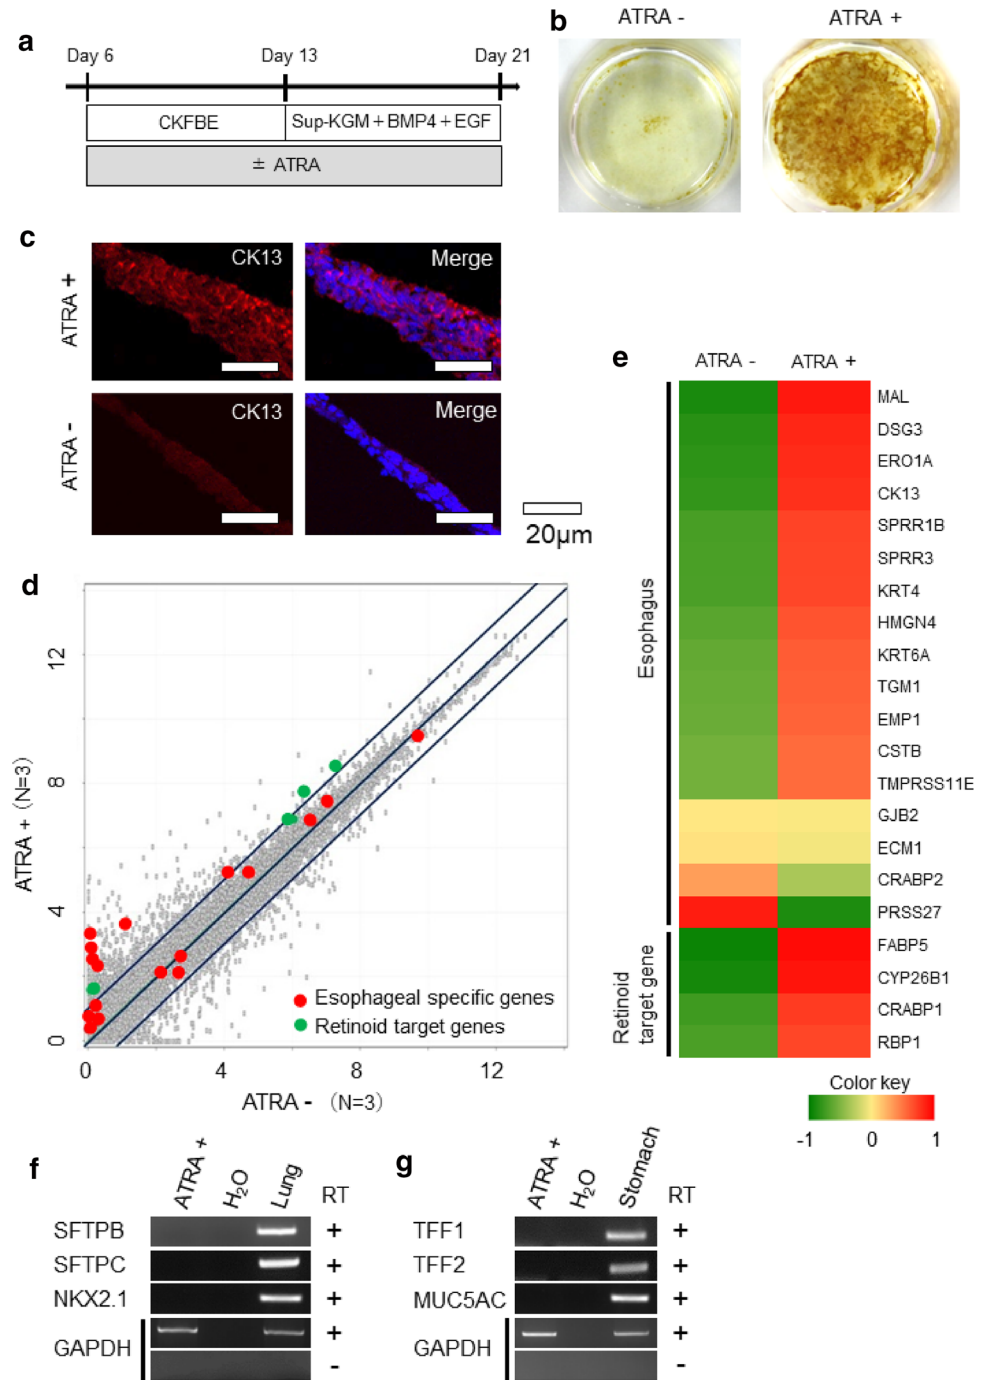 a
Day 6 Day 13 Day 21
CKFBE Sup-KGM + BMP4 + EGF
± ATRA
b
ATRA - ATRA +
c
ATRA +
CK13 Merge
ATRA -
CK13 Merge
20µm
d
ATRA + (N=3)
12
8
4
0
0 4 8 12
ATRA - (N=3)
Esophageal specific genes
Retinoid target genes
e
ATRA - ATRA +
Esophagus
MAL
DSG3
ERO1A
CK13
SPRR1B
SPRR3
KRT4
HMGN4
KRT6A
TGM1
EMP1
CSTB
TMPRSS11E
GJB2
ECM1
CRABP2
PRSS27
Retinoid
target gene
FABP5
CYP26B1
CRABP1
RBP1
Color key
-1 0 1
f
ATRA + H₂O Lung RT
SFTPB +
SFTPC +
NKX2.1 +
GAPDH +
-
g
ATRA + H₂O Stomach RT
TFF1 +
TFF2 +
MUC5AC +
GAPDH +
-